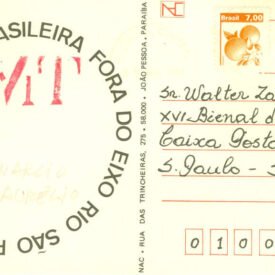 ASILEIRA FORA DO EIXO RIO SÃO P
MT
NAC • RUA DAS TRINCHEIRAS, 275 • 58.000 • JOÃO PESSOA, PARAÍBA
NAC
Brasil 7,00
Sr. Walter Za
XVI-Bienal d
Caixa Posta
S. Paulo - S
0 1 0 0